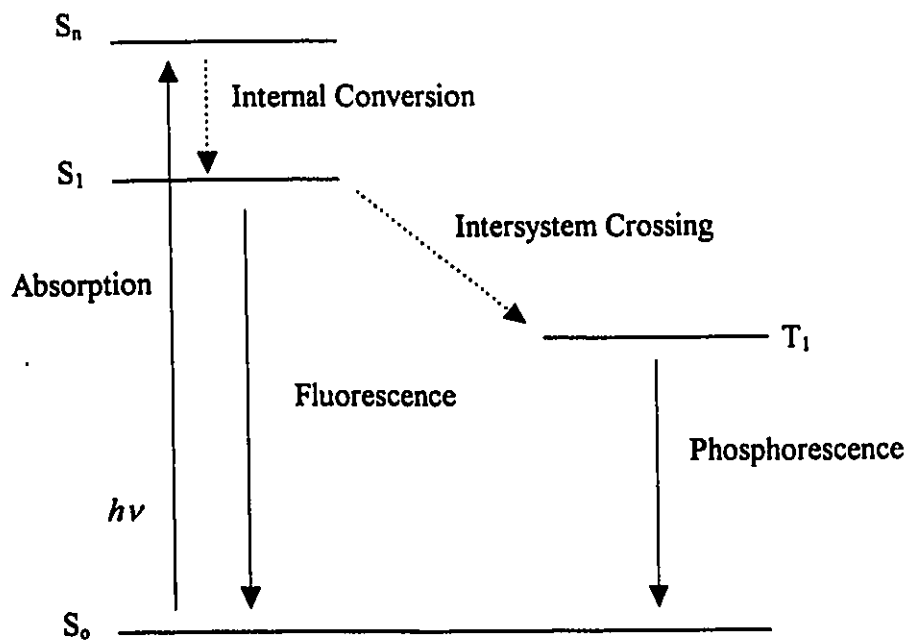 Sₙ
Internal Conversion
S₁
Intersystem Crossing
Absorption
T₁
Fluorescence
Phosphorescence
hν
Sₒ